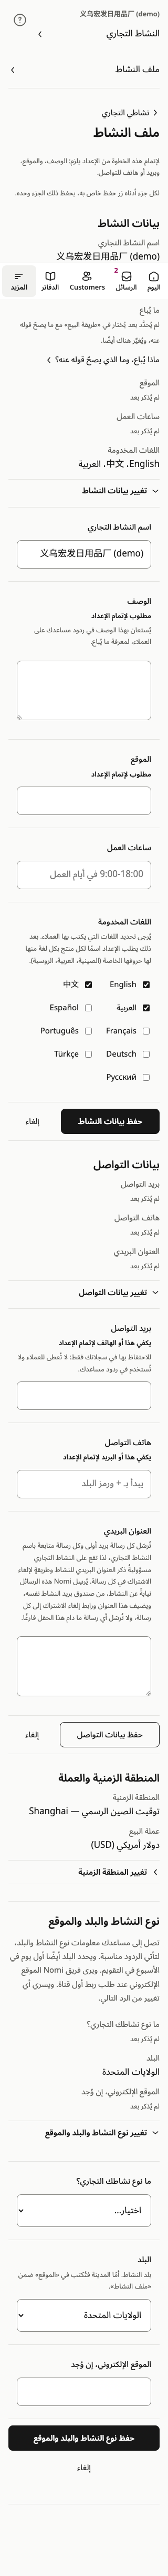 义乌宏发日用品厂 (demo)
النشاط التجاري
ملف النشاط
نشاطي التجاري
ملف النشاط
لإتمام هذه الخطوة من الإعداد يلزم: الوصف، والموقع، وبريد أو هاتف للتواصل.
لكل جزء أدناه زر حفظ خاص به، يحفظ ذلك الجزء وحده.
بيانات النشاط
اسم النشاط التجاري
义乌宏发日用品厂 (demo)
اليوم
2
الرسائل
Customers
الدفاتر
المزيد
ما يُباع
لم يُحدَّد بعد. يُختار في «طريقة البيع» مع ما يصحّ قوله عنه، ويُغيَّر هناك أيضًا.
ماذا يُباع، وما الذي يصحّ قوله عنه؟
الموقع
لم يُذكر بعد
ساعات العمل
لم يُذكر بعد
اللغات المخدومة
English، 中文، العربية
تغيير بيانات النشاط
اسم النشاط التجاري
义乌宏发日用品厂 (demo)
الوصف
مطلوب لإتمام الإعداد
يُستعان بهذا الوصف في ردود مساعدك على العملاء، لمعرفة ما يُباع.
الموقع
مطلوب لإتمام الإعداد
ساعات العمل
9:00-18:00 في أيام العمل
اللغات المخدومة
يُرجى تحديد اللغات التي يكتب بها العملاء. بعد ذلك يطلب الإعداد اسمًا لكل منتج بكل لغة منها لها حروفها الخاصة (الصينية، العربية، الروسية).
English
中文
العربية
Español
Français
Português
Deutsch
Türkçe
Русский
حفظ بيانات النشاط
إلغاء
بيانات التواصل
بريد التواصل
لم يُذكر بعد
هاتف التواصل
لم يُذكر بعد
العنوان البريدي
لم يُذكر بعد
تغيير بيانات التواصل
بريد التواصل
يكفي هذا أو الهاتف لإتمام الإعداد
للاحتفاظ بها في سجلاتك فقط: لا تُعطى للعملاء ولا تُستخدم في ردود مساعدك.
هاتف التواصل
يكفي هذا أو البريد لإتمام الإعداد
يبدأ بـ + ورمز البلد
العنوان البريدي
تُرسل كل رسالة بريد أولى وكل رسالة متابعة باسم النشاط التجاري، لذا تقع على النشاط التجاري مسؤوليةُ ذكر العنوان البريدي للنشاط وطريقةٍ لإلغاء الاشتراك في كل رسالة. يُرسِل Nomi هذه الرسائل نيابةً عن النشاط، من صندوق بريد النشاط نفسه، ويضيف هذا العنوان ورابط إلغاء الاشتراك إلى كل رسالة، ولا تُرسل أي رسالة ما دام هذا الحقل فارغًا.
حفظ بيانات التواصل
إلغاء
المنطقة الزمنية والعملة
المنطقة الزمنية
توقيت الصين الرسمي — Shanghai
عملة البيع
دولار أمريكي (USD)
تغيير المنطقة الزمنية
نوع النشاط والبلد والموقع
تصل إلى مساعدك معلومات نوع النشاط والبلد، لتأتي الردود مناسبة. ويحدد البلد أيضًا أول يوم في الأسبوع في التقويم. ويرى فريق Nomi الموقع الإلكتروني عند طلب ربط أول قناة. ويسري أي تغيير من الرد التالي.
ما نوع نشاطك التجاري؟
لم يُذكر بعد
البلد
الولايات المتحدة
الموقع الإلكتروني، إن وُجد
لم يُذكر بعد
تغيير نوع النشاط والبلد والموقع
ما نوع نشاطك التجاري؟
اختيار...
البلد
بلد النشاط. أمّا المدينة فتُكتب في «الموقع» ضمن «ملف النشاط».
الولايات المتحدة
الموقع الإلكتروني، إن وُجد
حفظ نوع النشاط والبلد والموقع
إلغاء